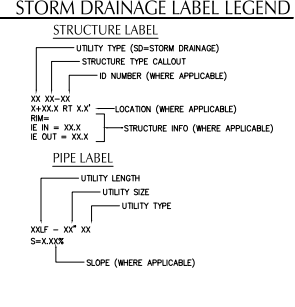 STORM DRAINAGE LABEL LEGEND
STRUCTURE LABEL
UTILITY TYPE (SD=STORM DRAINAGE)
STRUCTURE TYPE CALLOUT
ID NUMBER (WHERE APPLICABLE)
XX XX-XX
X+XX.X RT X.X' LOCATION (WHERE APPLICABLE)
RIM=
IE IN = XX.X STRUCTURE INFO (WHERE APPLICABLE)
IE OUT = XX.X
PIPE LABEL
UTILITY LENGTH
UTILITY SIZE
UTILITY TYPE
XXLF - XX" XX
S=X.XX%
SLOPE (WHERE APPLICABLE)